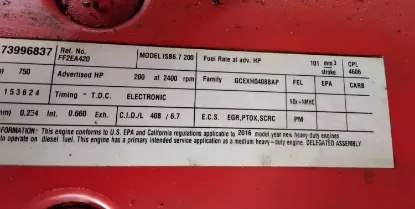 73996837 Ref. No. FF2EA420 MODEL ISB6.7 200 Fuel Rate at adv. HP 101 mm3 stroke CPL 4606
750 Advertised HP 200 at 2400 rpm Family GCEXH0408BAP FEL EPA CARB
153624 Timing - T.D.C. ELECTRONIC NOx+NMHC
mm) 0.254 Int. 0.660 Exh. C.I.D./L 408 / 6.7 E.C.S. EGR,PTOX,SCRC PM
INFORMATION: This engine conforms to U.S. EPA and California regulations applicable to 2016 model year new heavy duty engines
to operate on diesel fuel. This engine has a primary intended service application as a medium heavy-duty engine. DELEGATED ASSEMBLY